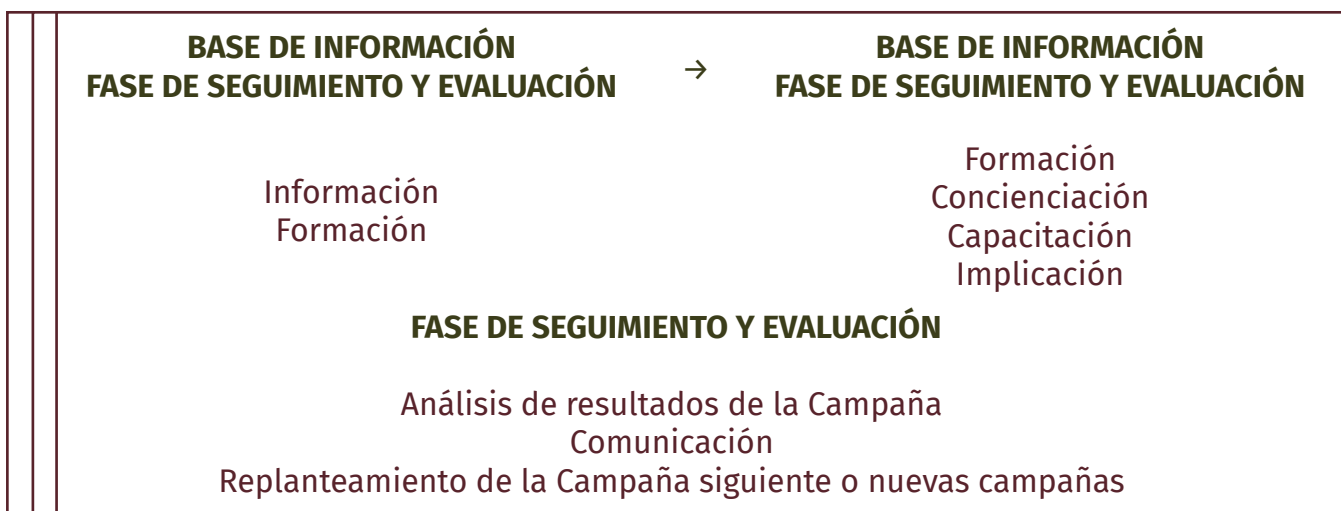 BASE DE INFORMACIÓN
FASE DE SEGUIMIENTO Y EVALUACIÓN
→
BASE DE INFORMACIÓN
FASE DE SEGUIMIENTO Y EVALUACIÓN
Información
Formación
Formación
Concienciación
Capacitación
Implicación
FASE DE SEGUIMIENTO Y EVALUACIÓN
Análisis de resultados de la Campaña
Comunicación
Replanteamiento de la Campaña siguiente o nuevas campañas